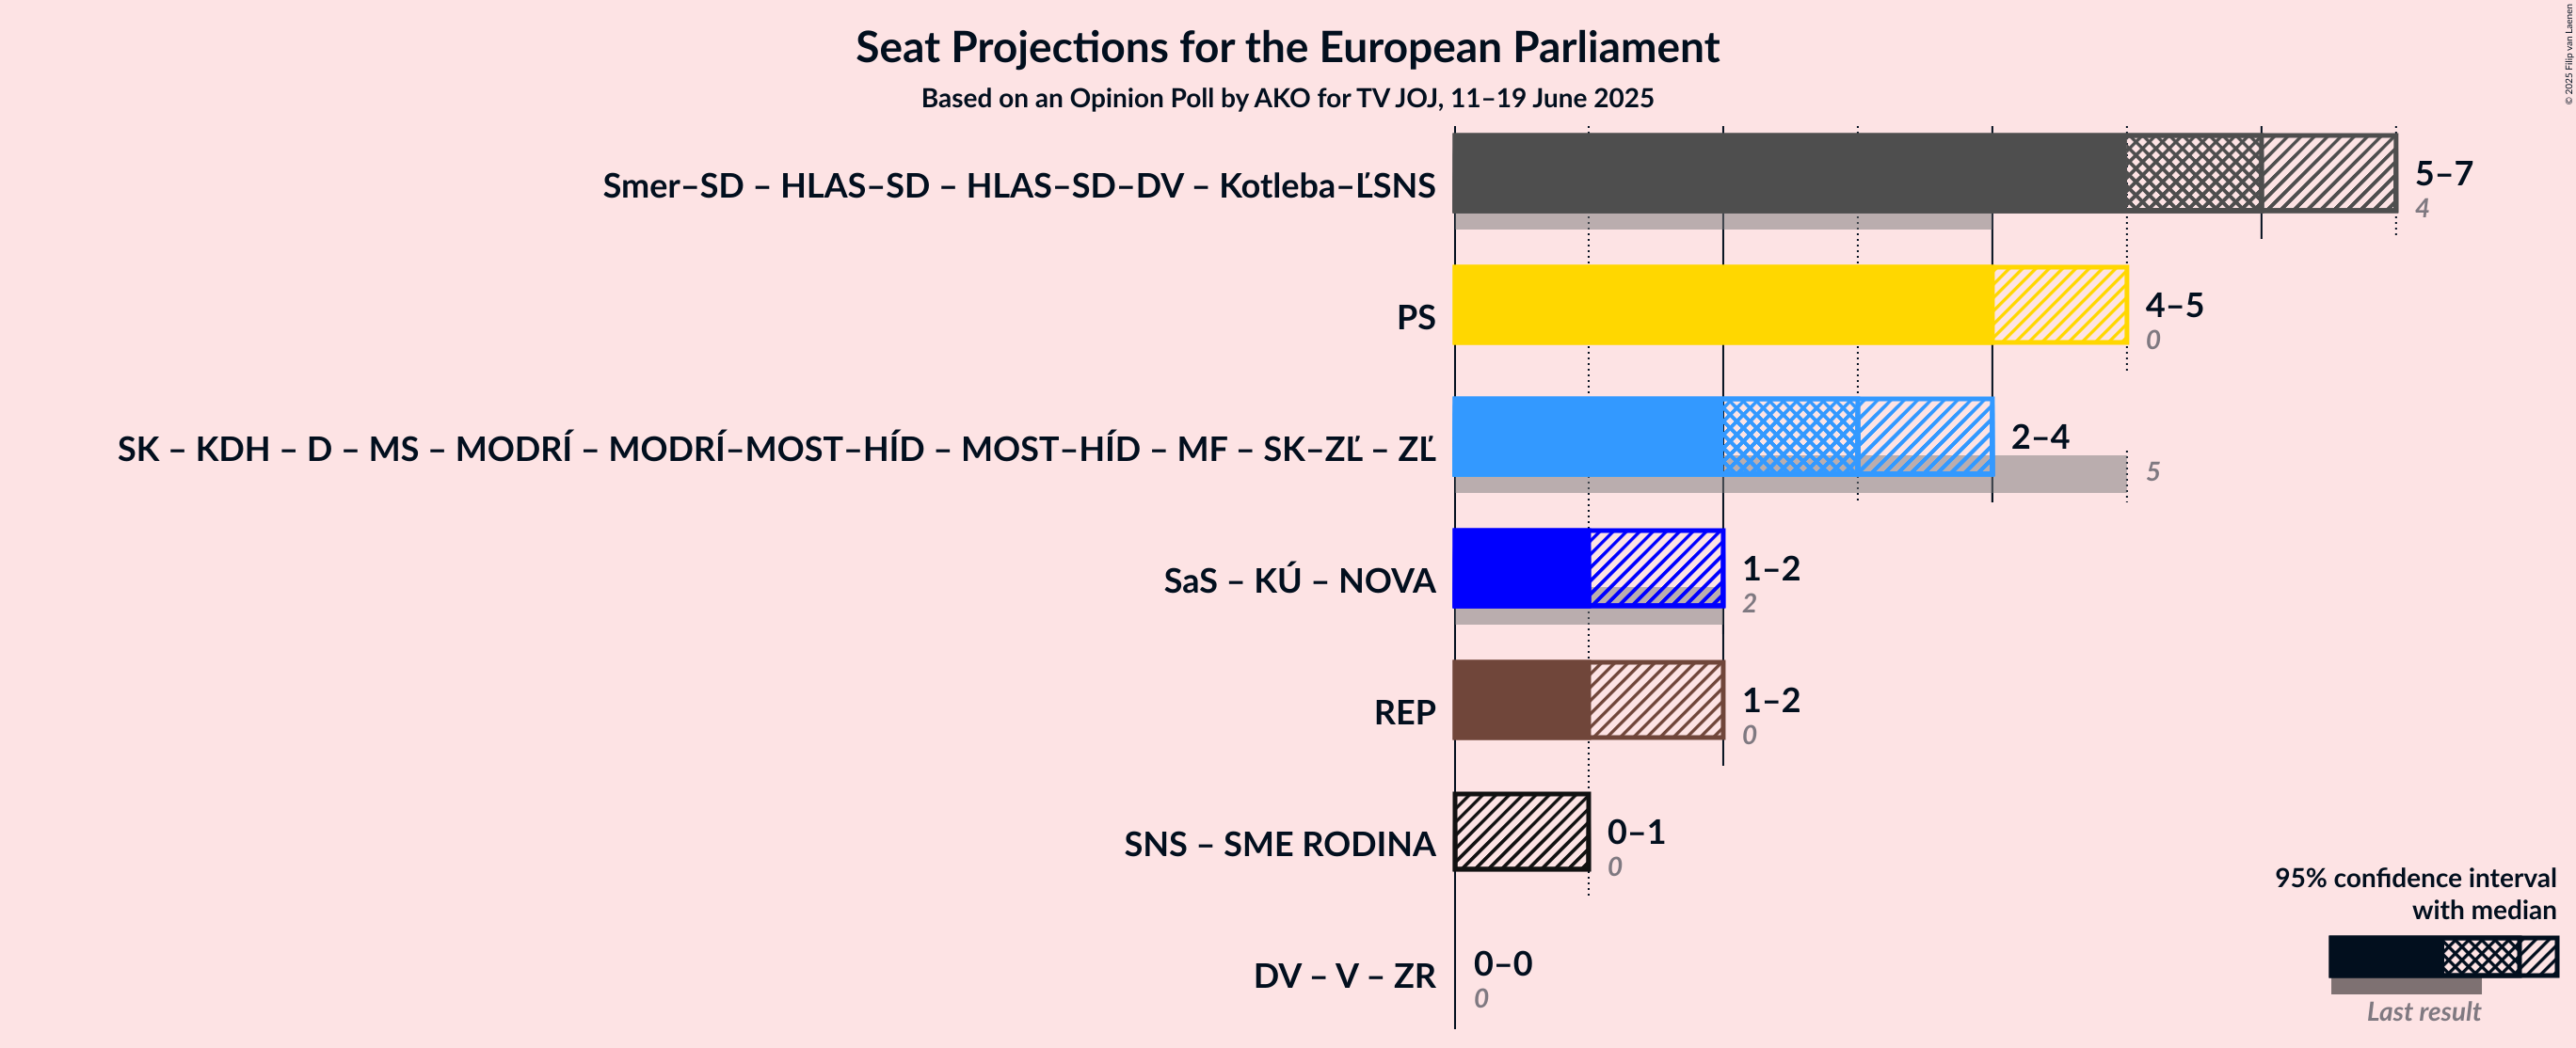 Seat Projections for the European Parliament
Based on an Opinion Poll by AKO for TV JOJ, 11–19 June 2025
© 2025 Filip van Laenen
Smer–SD – HLAS–SD – HLAS–SD–DV – Kotleba–ĽSNS
5–7
4
PS
4–5
0
SK – KDH – D – MS – MODRÍ – MODRÍ–MOST–HÍD – MOST–HÍD – MF – SK–ZĽ – ZĽ
2–4
5
SaS – KÚ – NOVA
1–2
2
REP
1–2
0
SNS – SME RODINA
0–1
0
DV – V – ZR
0–0
0
95% confidence interval
with median
Last result